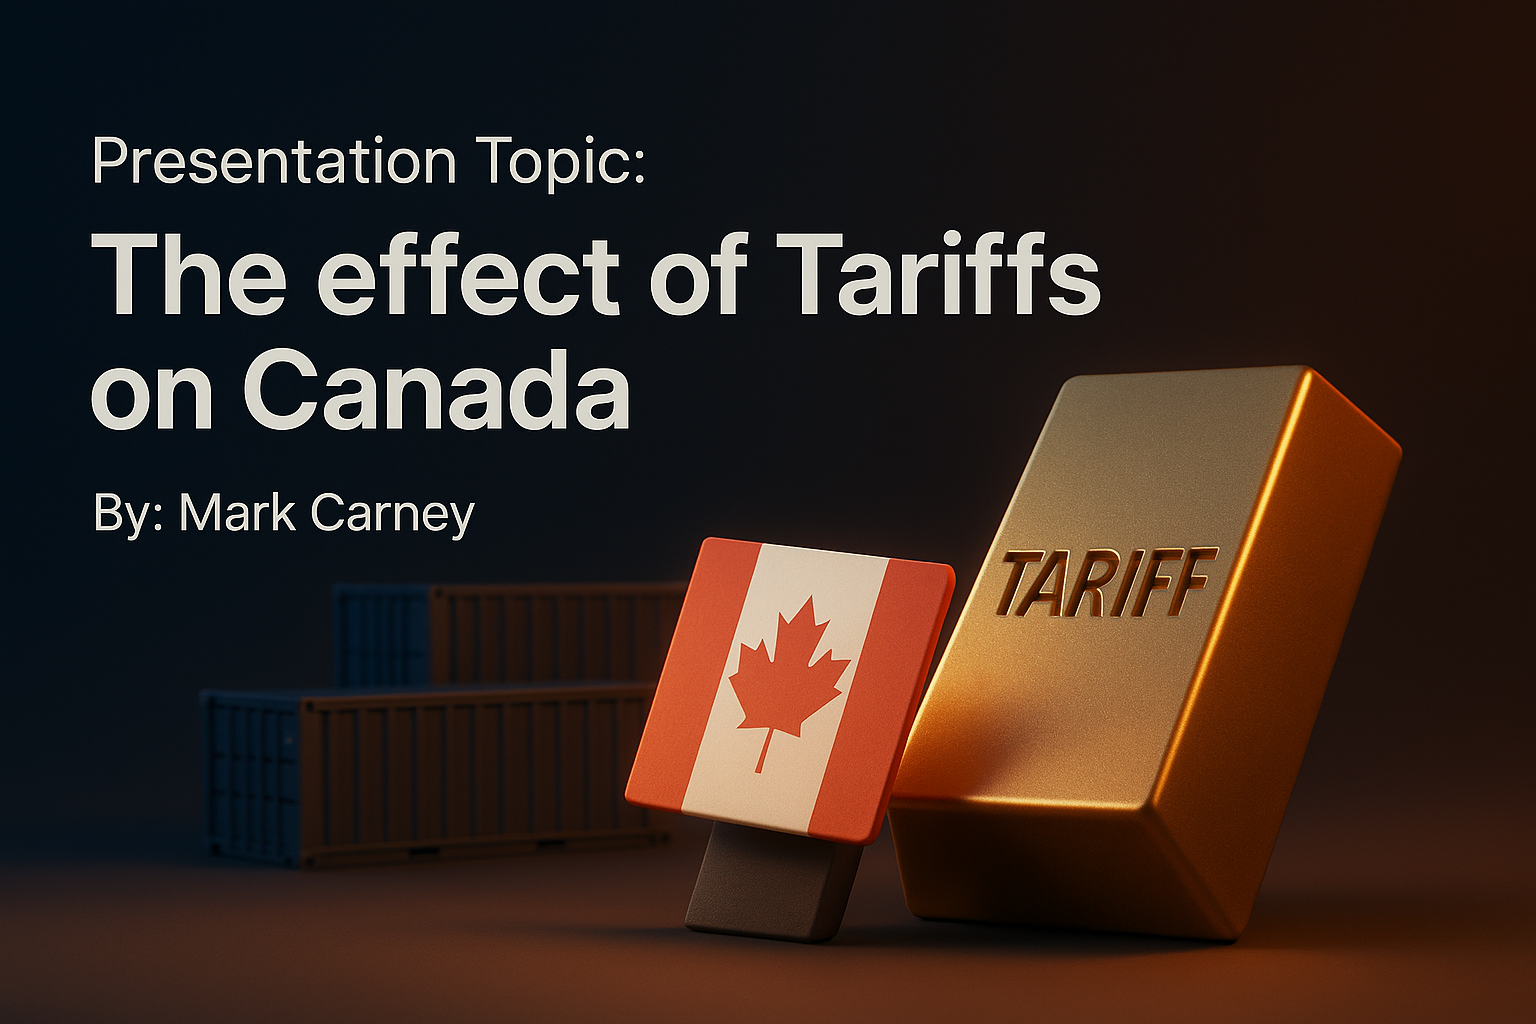 Presentation Topic:
The effect of Tariffs
on Canada
By: Mark Carney
TARIFF